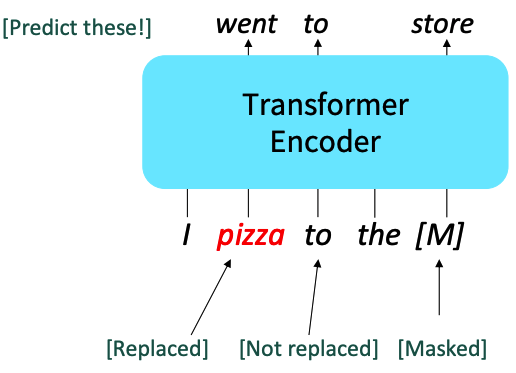 [Predict these!] went to store
Transformer
Encoder
I pizza to the [M]
[Replaced] [Not replaced] [Masked]